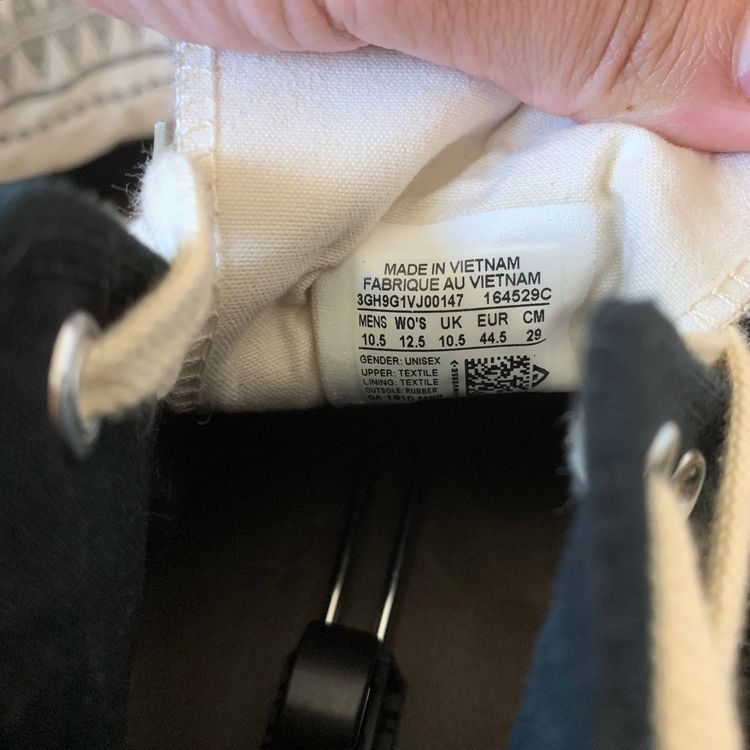 MADE IN VIETNAM
FABRIQUE AU VIETNAM
3GH9G1VJ00147 164529C
MENS WO'S UK EUR CM
10.5 12.5 10.5 44.5 29
GENDER: UNISEX
UPPER: TEXTILE
LINING: TEXTILE
OUTSOLE: RUBBER